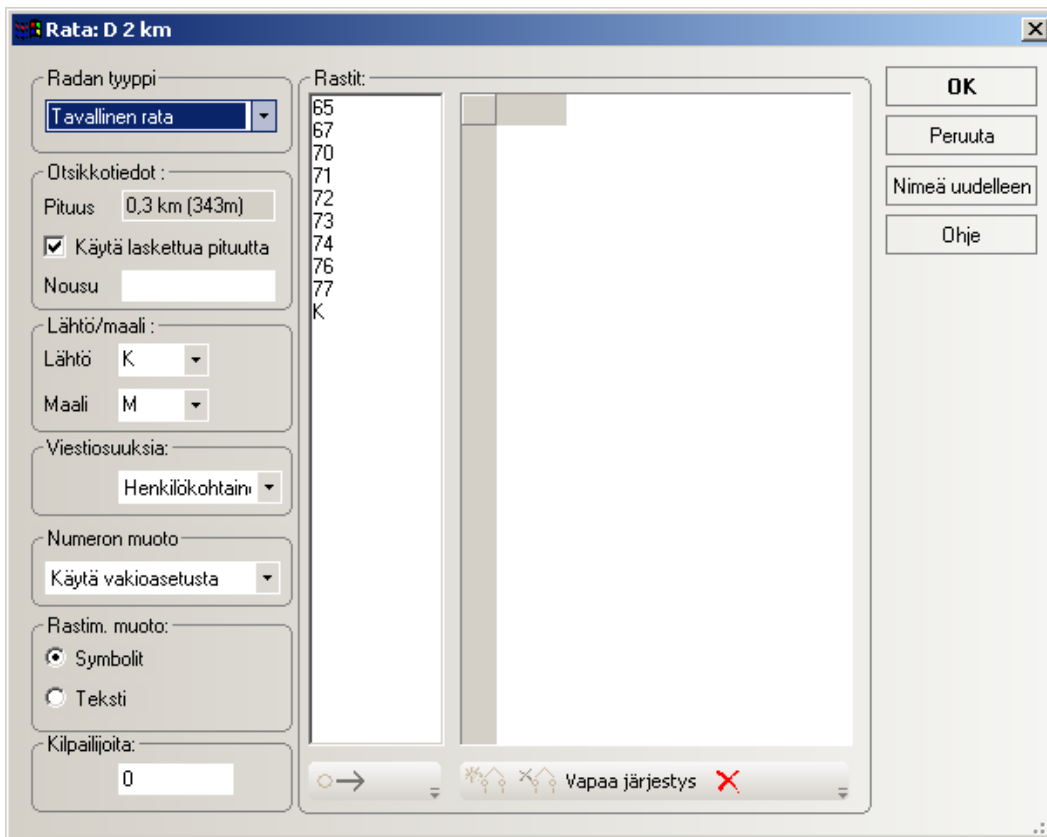 Rata: D 2 km
Radan tyyppi
Tavallinen rata
Otsikkotiedot :
Pituus 0,3 km (343m)
Käytä laskettua pituutta
Nousu
Lähtö/maali :
Lähtö K
Maali M
Viestiosuuksia:
Henkilökohtain
Numeron muoto
Käytä vakioasetusta
Rastim. muoto:
Symbolit
Teksti
Kilpailijoita:
0
Rastit:
65
67
70
71
72
73
74
76
77
K
Vapaa järjestys
OK
Peruuta
Nimeä uudelleen
Ohje